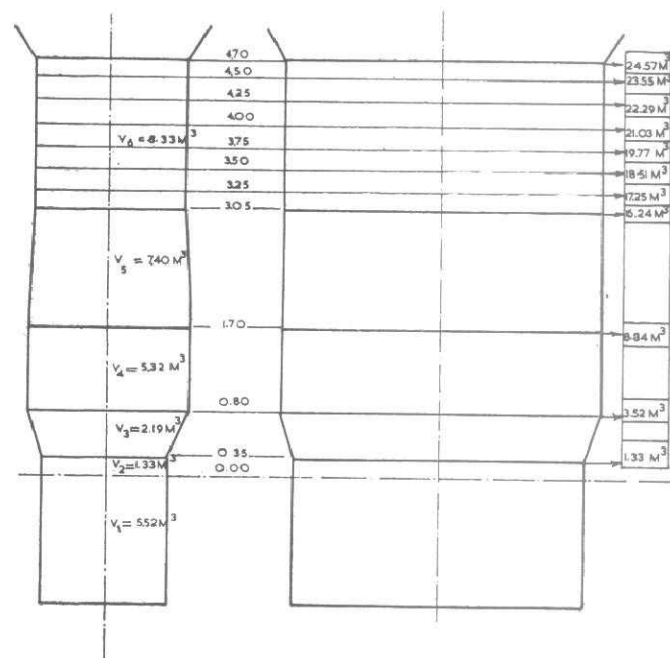 4.70
24.57 M³
4.50
23.55 M³
4.25
22.29 M³
4.00
21.03 M³
V₆ = 8.33 M³
3.75
19.77 M³
3.50
18.51 M³
3.25
17.25 M³
3.05
16.24 M³
V₅ = 7.40 M³
1.70
8.84 M³
V₄ = 5.32 M³
0.80
3.52 M³
V₃ = 2.19 M³
0.35
V₂ = 1.33 M³
1.33 M³
0.00
V₁ = 5.52 M³